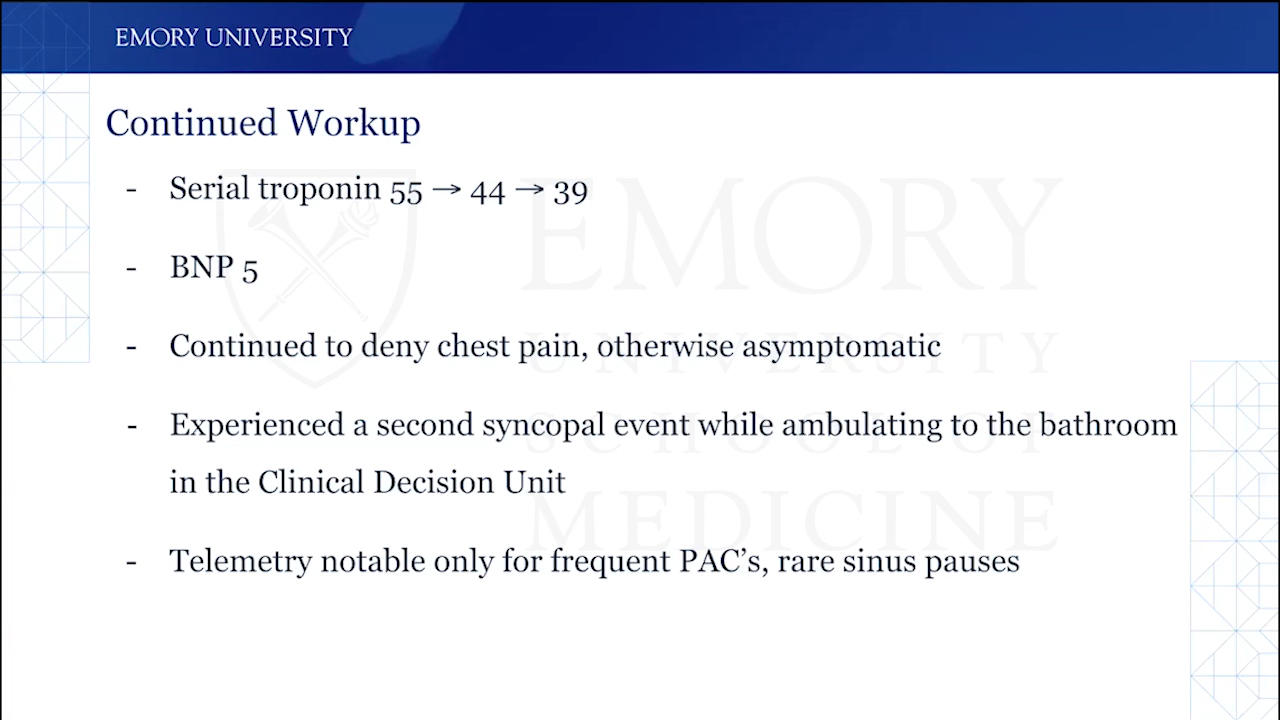 EMORY UNIVERSITY
Continued Workup
- Serial troponin 55 → 44 → 39
- BNP 5
- Continued to deny chest pain, otherwise asymptomatic
- Experienced a second syncopal event while ambulating to the bathroom
in the Clinical Decision Unit
- Telemetry notable only for frequent PAC’s, rare sinus pauses
EMORY
UNIVERSITY
SCHOOL OF
MEDICINE